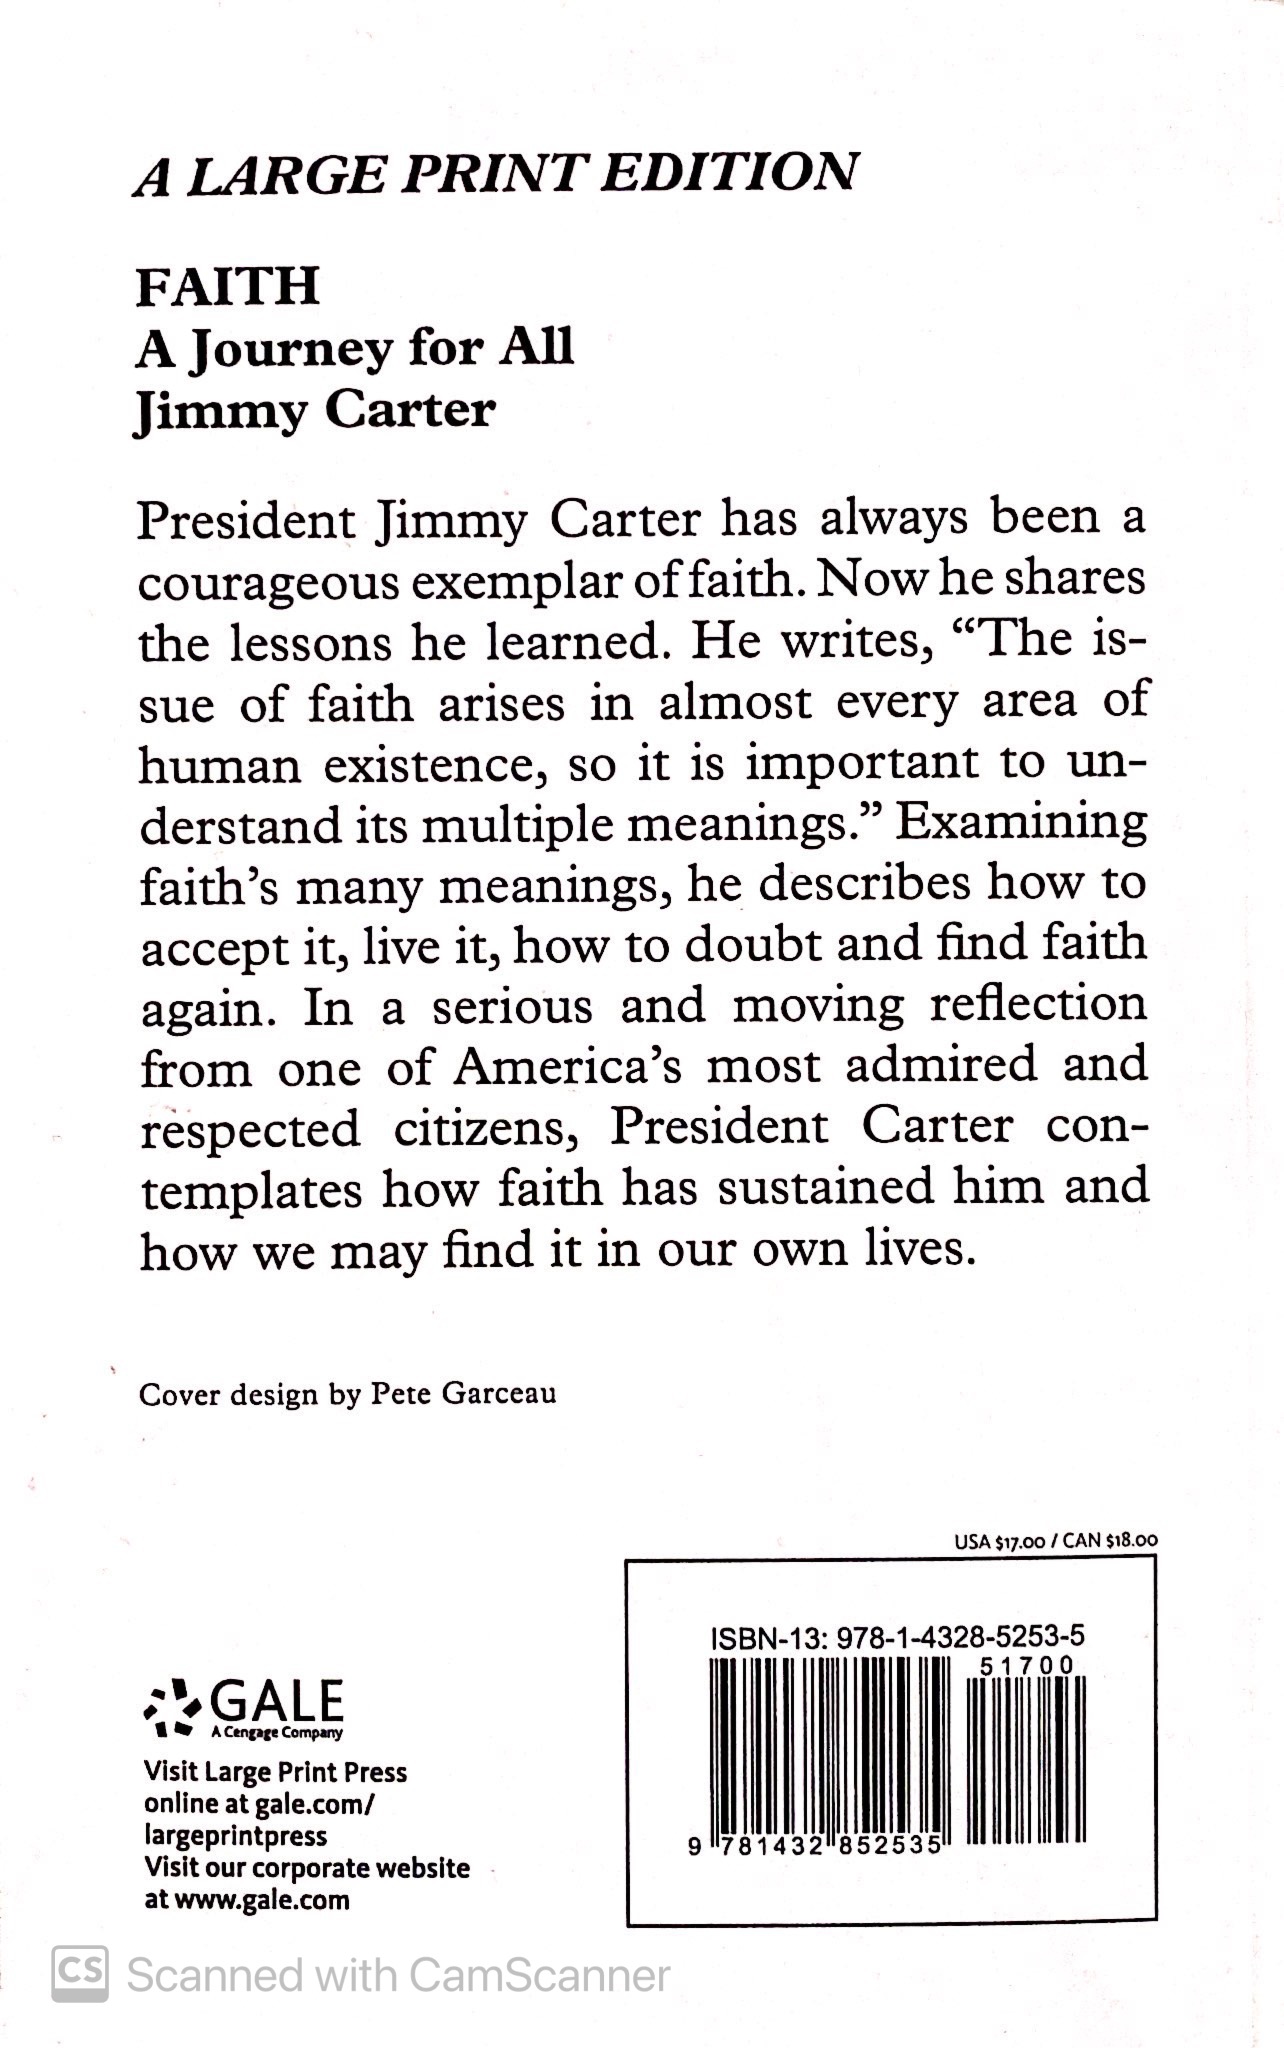 A LARGE PRINT EDITION
FAITH
A Journey for All
Jimmy Carter
President Jimmy Carter has always been a
courageous exemplar of faith. Now he shares
the lessons he learned. He writes, “The is-
sue of faith arises in almost every area of
human existence, so it is important to un-
derstand its multiple meanings.” Examining
faith’s many meanings, he describes how to
accept it, live it, how to doubt and find faith
again. In a serious and moving reflection
from one of America’s most admired and
respected citizens, President Carter con-
templates how faith has sustained him and
how we may find it in our own lives.
Cover design by Pete Garceau
USA $17.00 / CAN $18.00
ISBN-13: 978-1-4328-5253-5
51700
9 781432 852535
GALE
A Cengage Company
Visit Large Print Press
online at gale.com/
largeprintpress
Visit our corporate website
at www.gale.com
CS Scanned with CamScanner